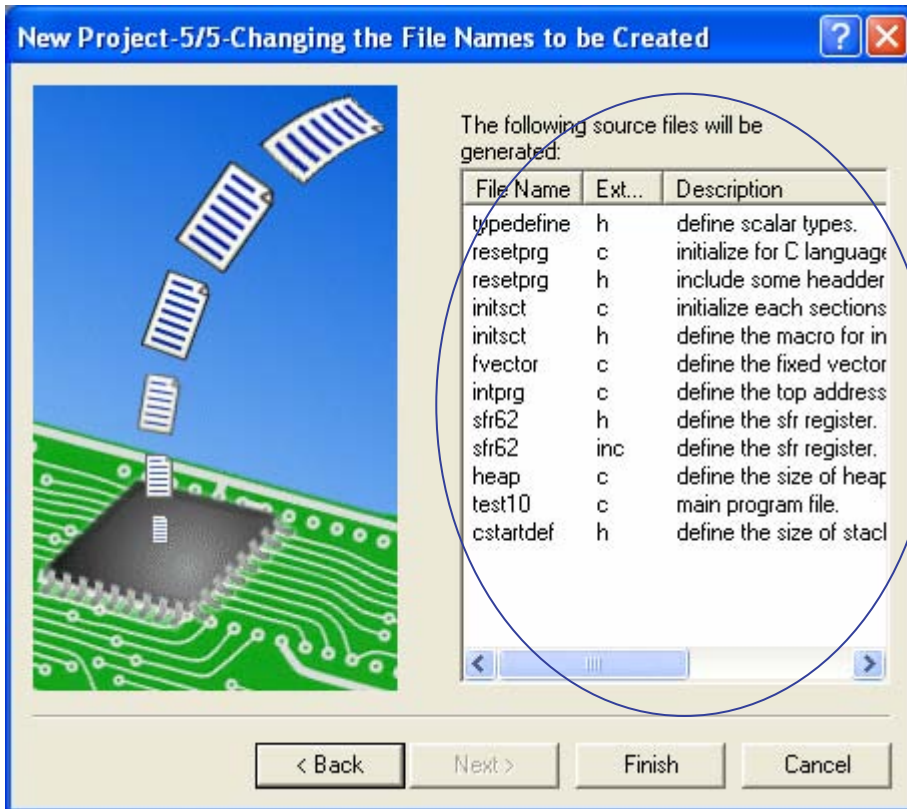 New Project-5/5-Changing the File Names to be Created
The following source files will be
generated:
File Name Ext... Description
typedefine h define scalar types.
resetprg c initialize for C language
resetprg h include some headder
initsct c initialize each sections
initsct h define the macro for in
fvector c define the fixed vector
intprg c define the top address
sfr62 h define the sfr register.
sfr62 inc define the sfr register.
heap c define the size of heap
test10 c main program file.
cstartdef h define the size of stack
< Back Next > Finish Cancel